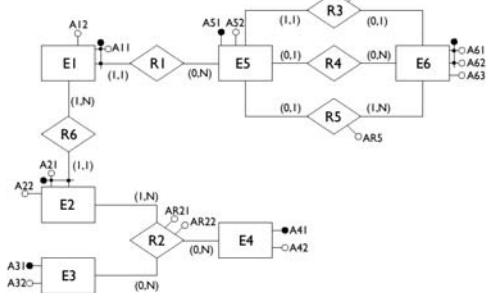 A12
A11
E1
(1,1)
R1
(0,N)
A51
A52
E5
(1,1)
R3
(0,1)
(0,1)
R4
(0,N)
(0,1)
R5
(1,N)
AR5
E6
A61
A62
A63
(1,N)
R6
(1,1)
A21
A22
E2
(1,N)
AR21
AR22
R2
(0,N)
E4
A41
A42
A31
A32
E3
(0,N)